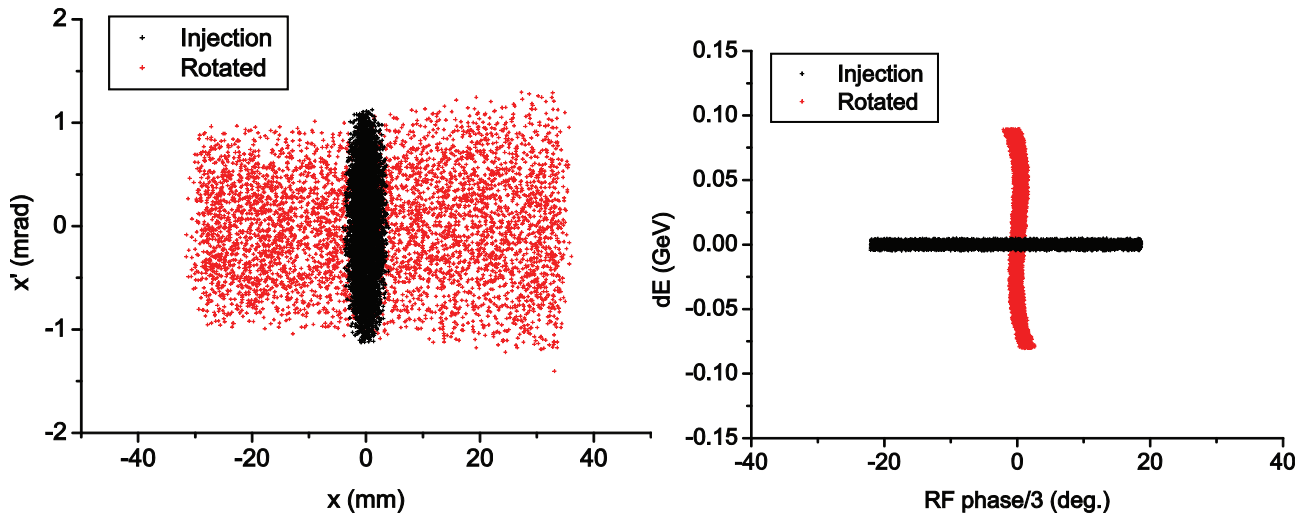 2
1
0
-1
-2
x' (mrad)
Injection
Rotated
-40
-20
0
20
40
x (mm)
0.15
0.10
0.05
0.00
-0.05
-0.10
-0.15
dE (GeV)
Injection
Rotated
-40
-20
0
20
40
RF phase/3 (deg.)